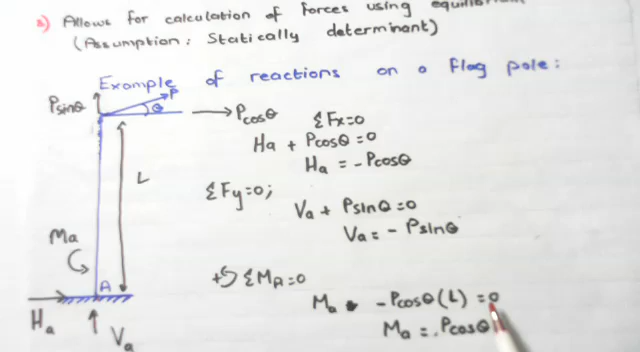 3) Allows for calculation of forces using
(Assumption: Statically determinant)
Example of reactions on a flag pole:
Psinθ
P
θ
Pcosθ
ΣFx=0
Ha + Pcosθ=0
Ha = -Pcosθ
L
ΣFy=0;
Va + Psinθ=0
Va = - Psinθ
Ma
A
Ha
Va
+↺ ΣMA=0
Ma - Pcosθ(L) =0
Ma = Pcosθ